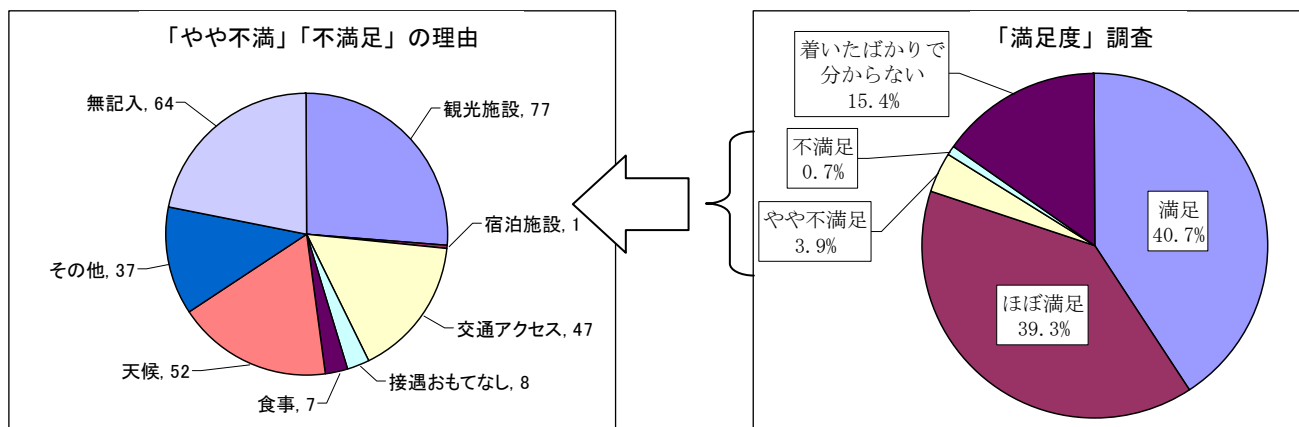 「やや不満」「不満足」の理由
無記入, 64
観光施設, 77
宿泊施設, 1
その他, 37
交通アクセス, 47
天候, 52
接遇おもてなし, 8
食事, 7
「満足度」調査
着いたばかりで
分からない
15.4%
不満足
0.7%
やや不満足
3.9%
満足
40.7%
ほぼ満足
39.3%